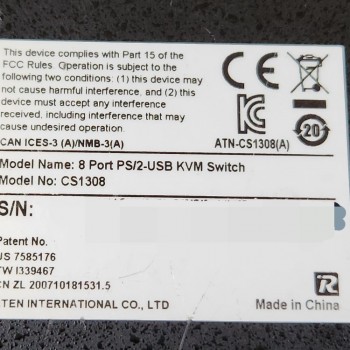 This device complies with Part 15 of the
FCC Rules. Operation is subject to the
following two conditions: (1) this device may
not cause harmful interference, and (2) this
device must accept any interference
received, including interference that may
cause undesired operation.
CE
20
CAN ICES-3 (A)/NMB-3(A)
ATN-CS1308(A)
Model Name: 8 Port PS/2-USB KVM Switch
Model No: CS1308
S/N:
Patent No.
US 7585176
TW I339467
CN ZL 200710181531.5
ATEN INTERNATIONAL CO., LTD
Made in China